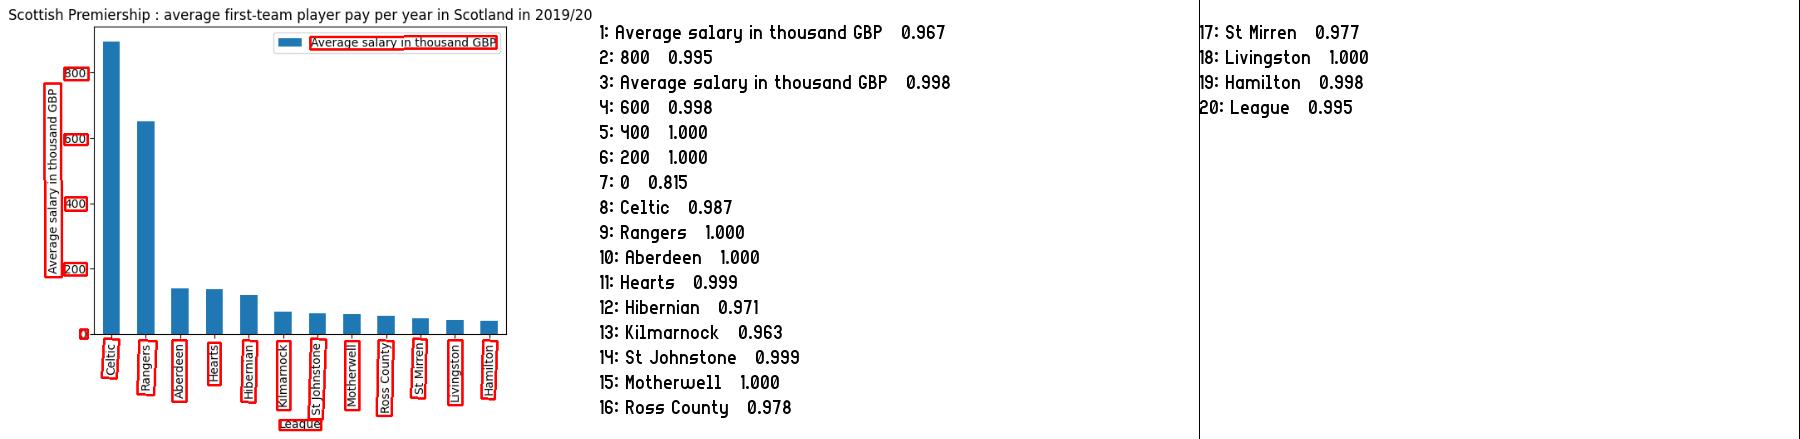 Scottish Premiership : average first-team player pay per year in Scotland in 2019/20
Average salary in thousand GBP
Average salary in thousand GBP
800
600
400
200
0
Celtic
Rangers
Aberdeen
Hearts
Hibernian
Kilmarnock
St Johnstone
Motherwell
Ross County
St Mirren
Livingston
Hamilton
League
1: Average salary in thousand GBP 0.967
2: 800 0.995
3: Average salary in thousand GBP 0.998
4: 600 0.998
5: 400 1.000
6: 200 1.000
7: 0 0.815
8: Celtic 0.987
9: Rangers 1.000
10: Aberdeen 1.000
11: Hearts 0.999
12: Hibernian 0.971
13: Kilmarnock 0.963
14: St Johnstone 0.999
15: Motherwell 1.000
16: Ross County 0.978
17: St Mirren 0.977
18: Livingston 1.000
19: Hamilton 0.998
20: League 0.995